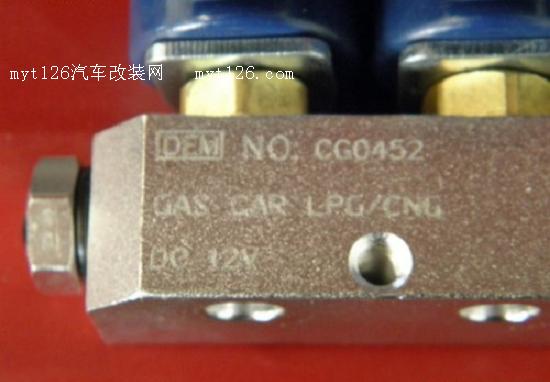 myt126汽车改装网 myt126.com
DFM NO. CG0452
GAS CAR LPG/CNG
DC 12V